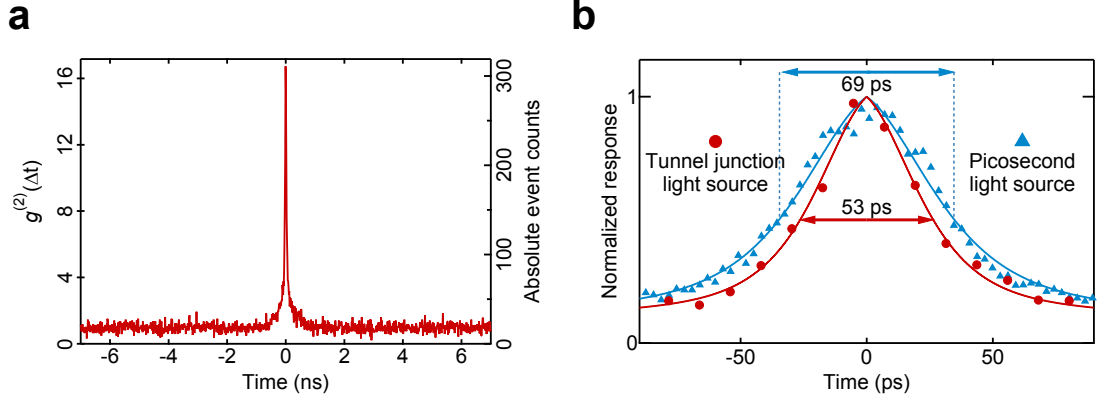 a
b
16
12
8
4
0
g(2)(Δt)
300
200
100
0
Absolute event counts
-6
-4
-2
0
2
4
6
Time (ns)
69 ps
1
Tunnel junction
light source
Picosecond
light source
53 ps
Normalized response
1
-50
0
50
Time (ps)